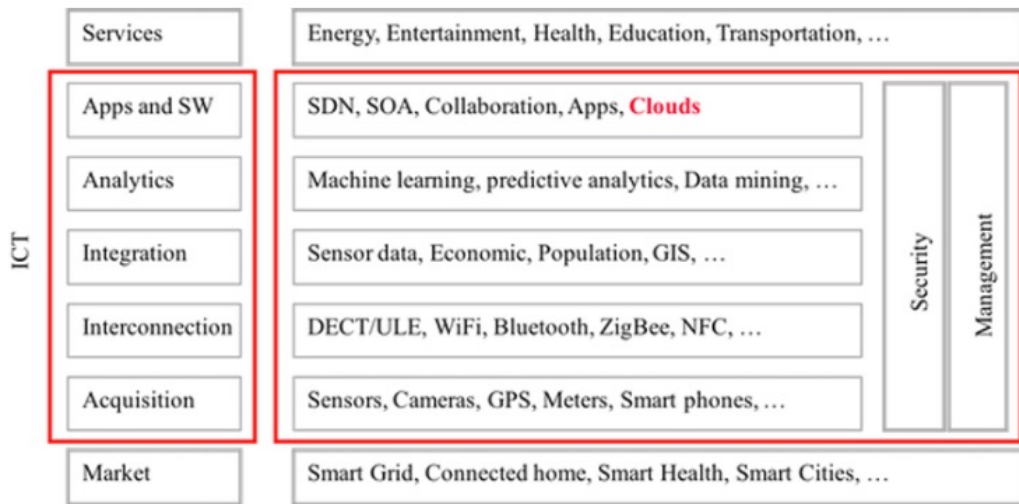 Services
Energy, Entertainment, Health, Education, Transportation, …
Apps and SW
SDN, SOA, Collaboration, Apps, Clouds
Analytics
Machine learning, predictive analytics, Data mining, …
Integration
Sensor data, Economic, Population, GIS, …
Interconnection
DECT/ULE, WiFi, Bluetooth, ZigBee, NFC, …
Acquisition
Sensors, Cameras, GPS, Meters, Smart phones, …
ICT
Security
Management
Market
Smart Grid, Connected home, Smart Health, Smart Cities, …